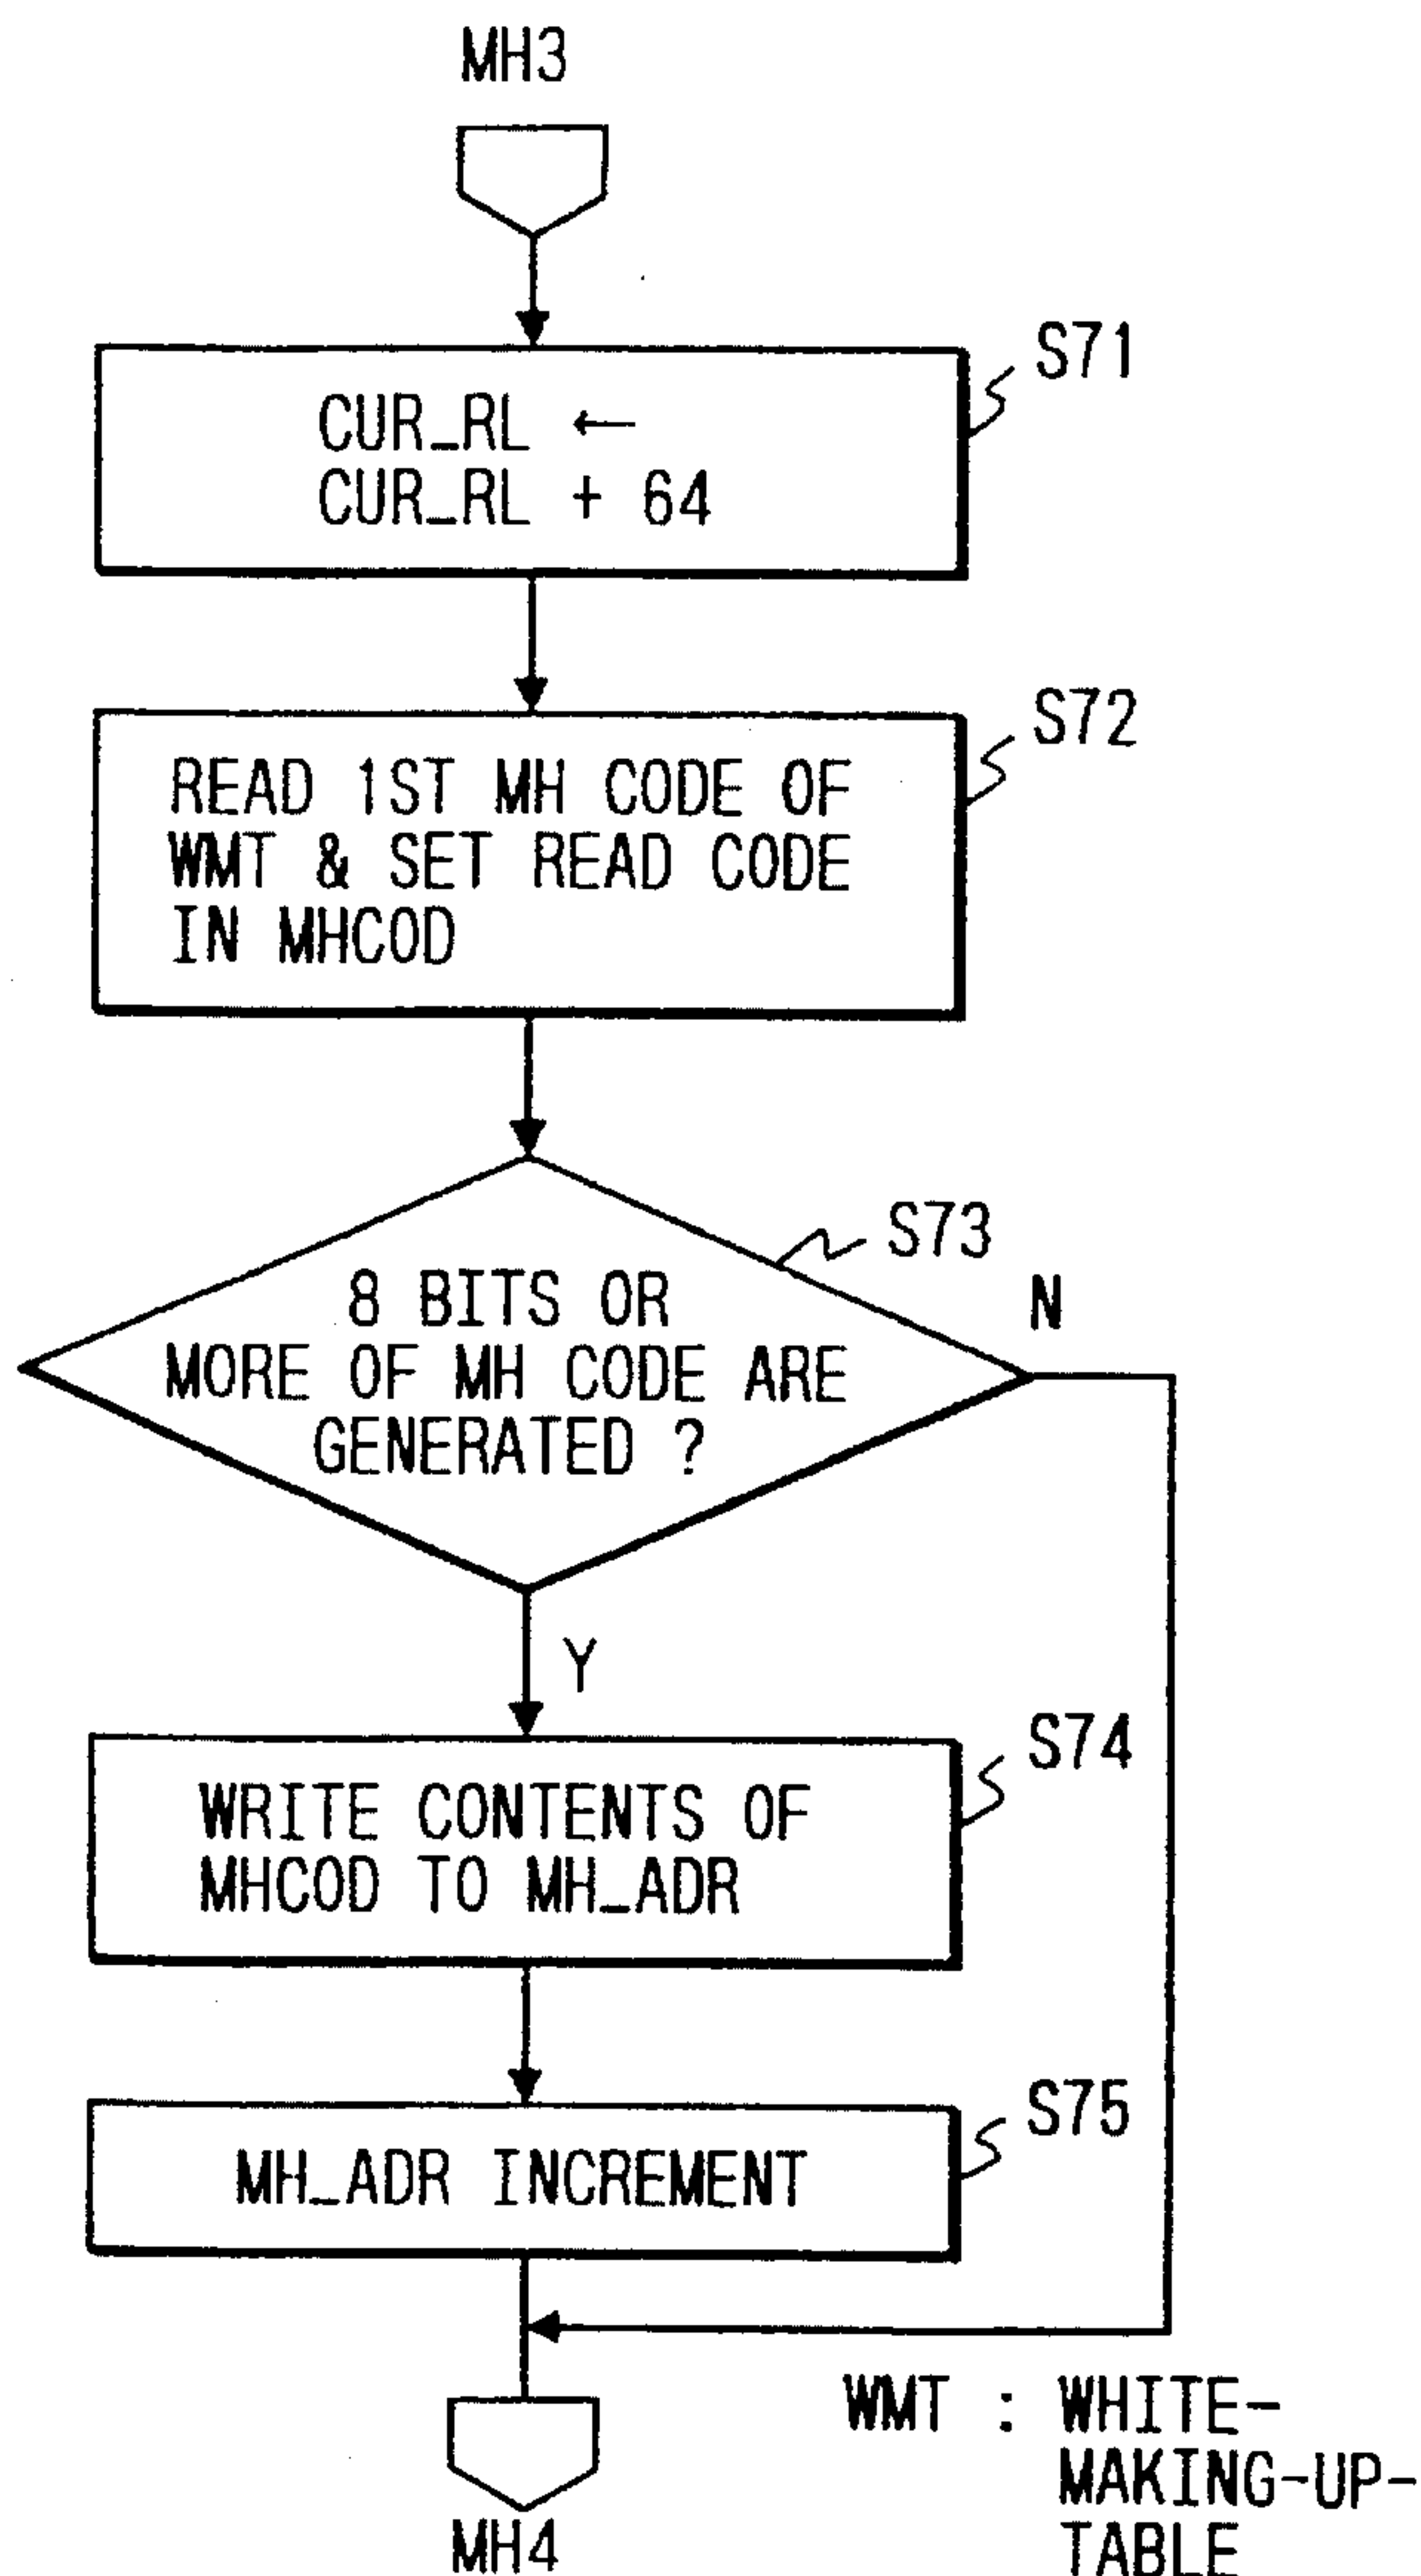 MH3
S71
CUR_RL ←
CUR_RL + 64
S72
READ 1ST MH CODE OF
WMT & SET READ CODE
IN MHCOD
S73
N
8 BITS OR
MORE OF MH CODE ARE
GENERATED ?
Y
S74
WRITE CONTENTS OF
MHCOD TO MH_ADR
S75
MH_ADR INCREMENT
WMT : WHITE-
MAKING-UP-
TABLE
MH4